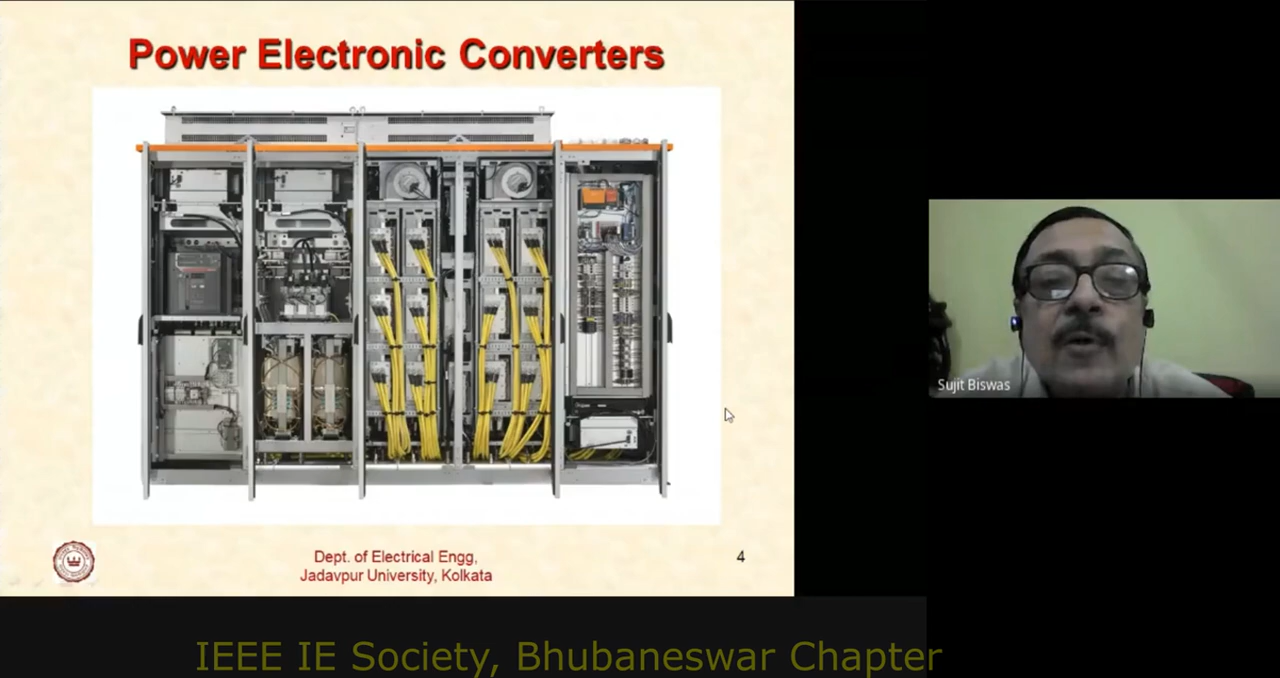 Power Electronic Converters
Sujit Biswas
Dept. of Electrical Engg,
Jadavpur University, Kolkata
4
IEEE IE Society, Bhubaneswar Chapter